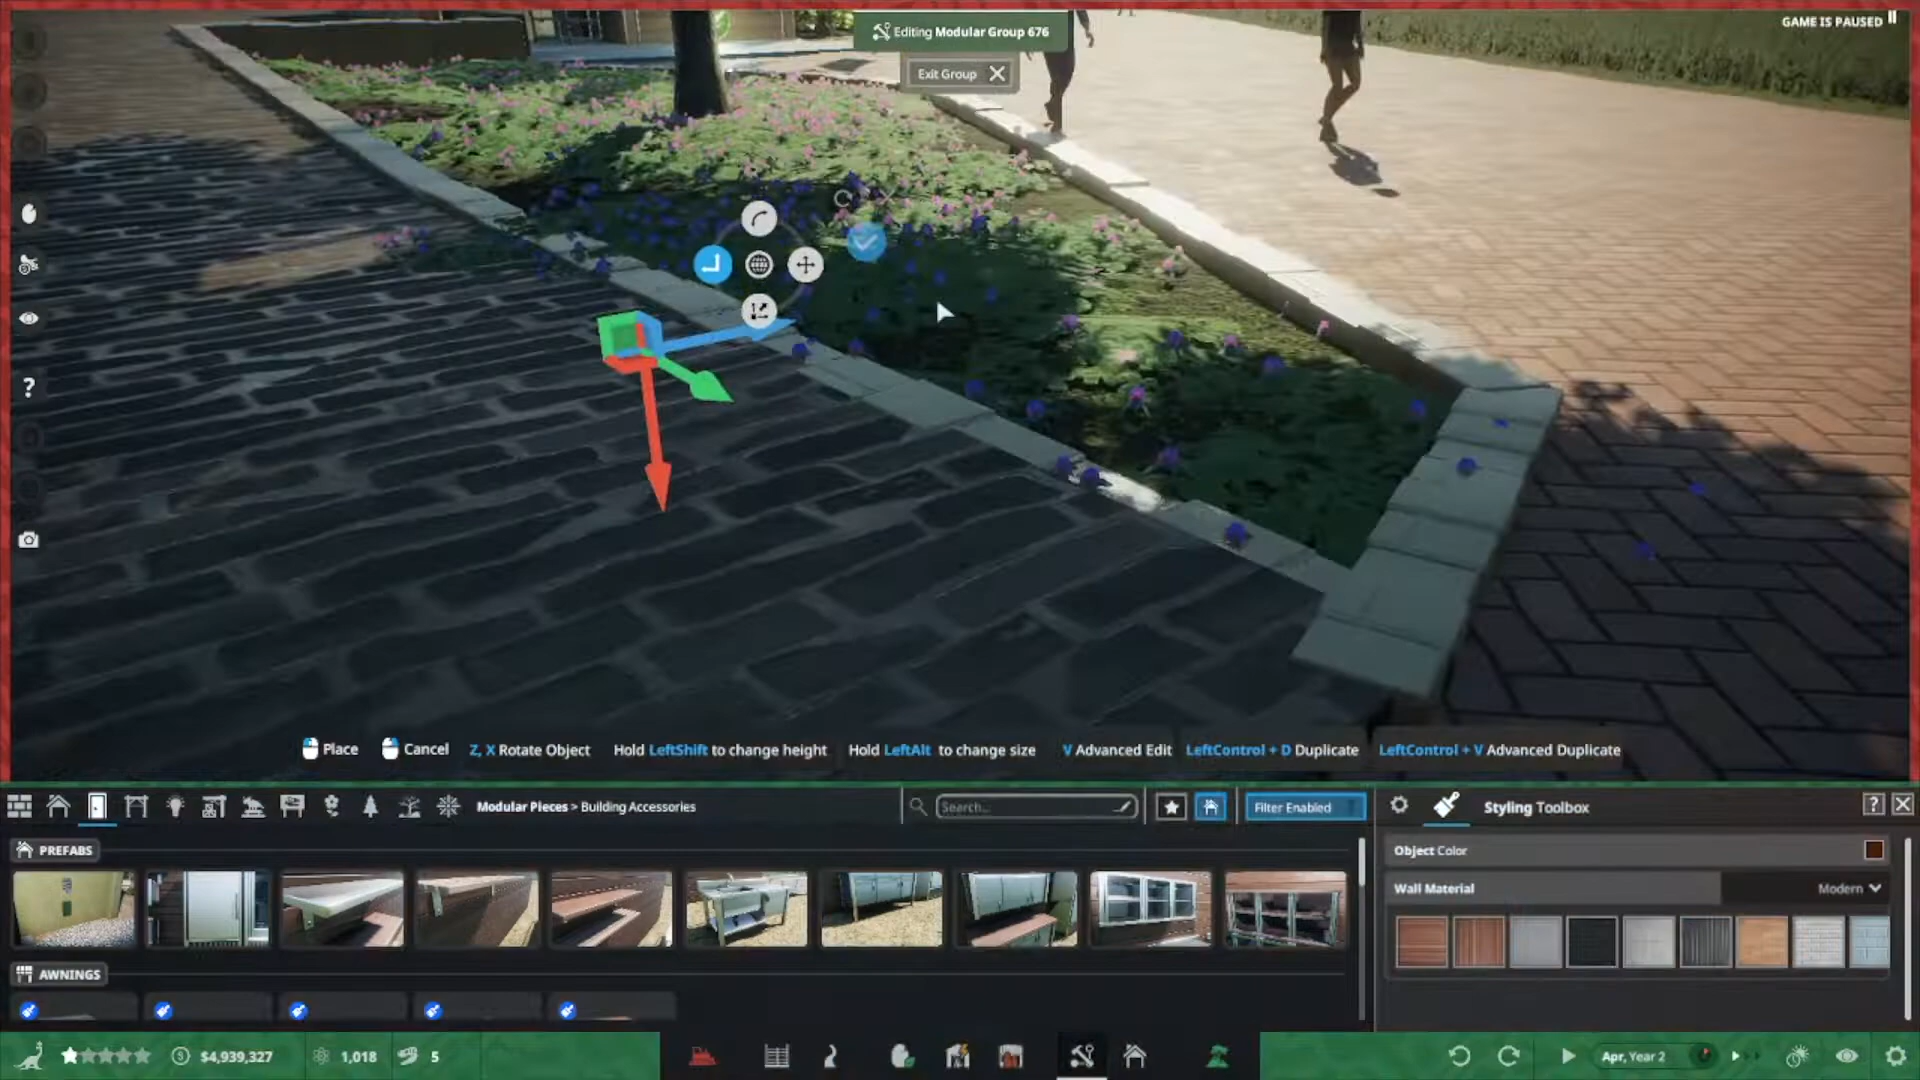 GAME IS PAUSED
Editing Modular Group 676
Exit Group
?
Place
Cancel
Z, X Rotate Object
Hold LeftShift to change height
Hold LeftAlt to change size
V Advanced Edit
LeftControl + D Duplicate
LeftControl + V Advanced Duplicate
Modular Pieces > Building Accessories
Search...
Filter Enabled
Styling Toolbox
?
PREFABS
Object Color
Wall Material
Modern
AWNINGS
$4,939,327
1,018
5
Apr, Year 2